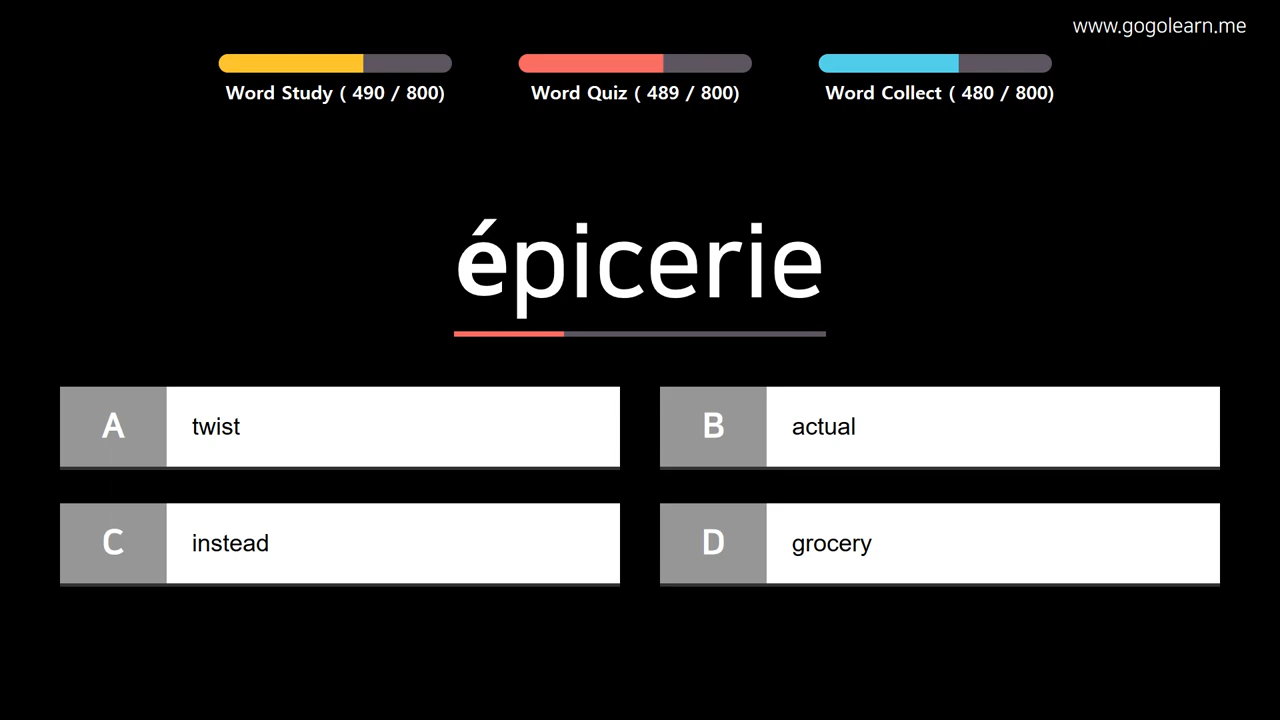 www.gogolearn.me
Word Study ( 490 / 800)
Word Quiz ( 489 / 800)
Word Collect ( 480 / 800)
épicerie
A twist
B actual
C instead
D grocery